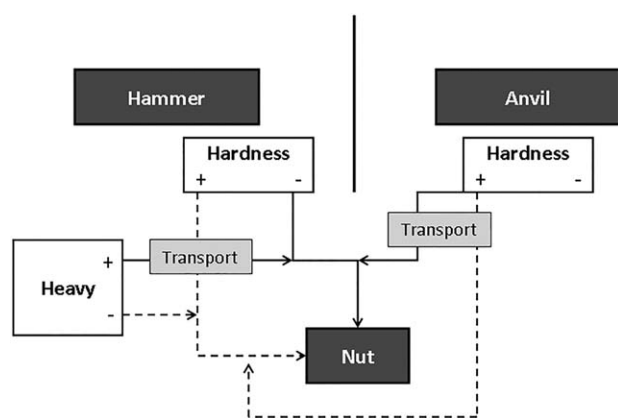 Hammer
Anvil
Hardness
+ -
Hardness
+ -
Transport
Transport
+
Heavy
-
Nut